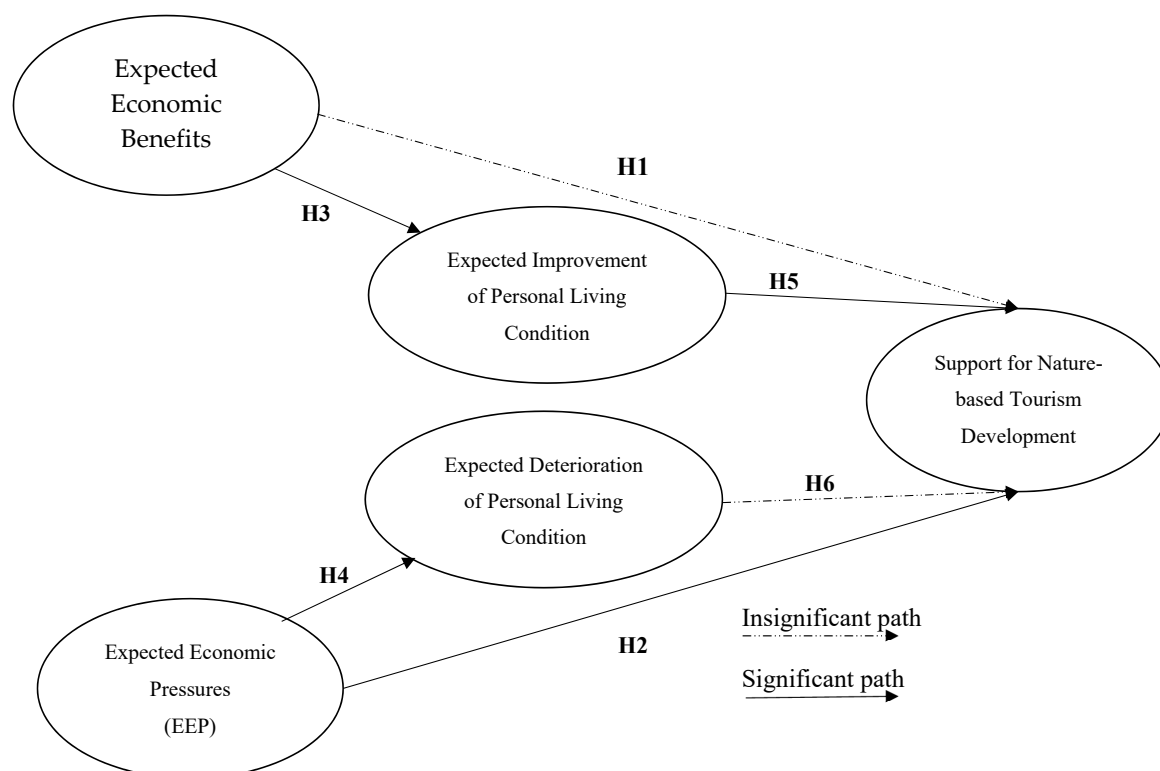 Expected
Economic
Benefits
H1
H3
Expected Improvement
of Personal Living
Condition
H5
Support for Nature-
based Tourism
Development
Expected Deterioration
of Personal Living
Condition
H6
H4
Expected Economic
Pressures
(EEP)
H2
Insignificant path
Significant path